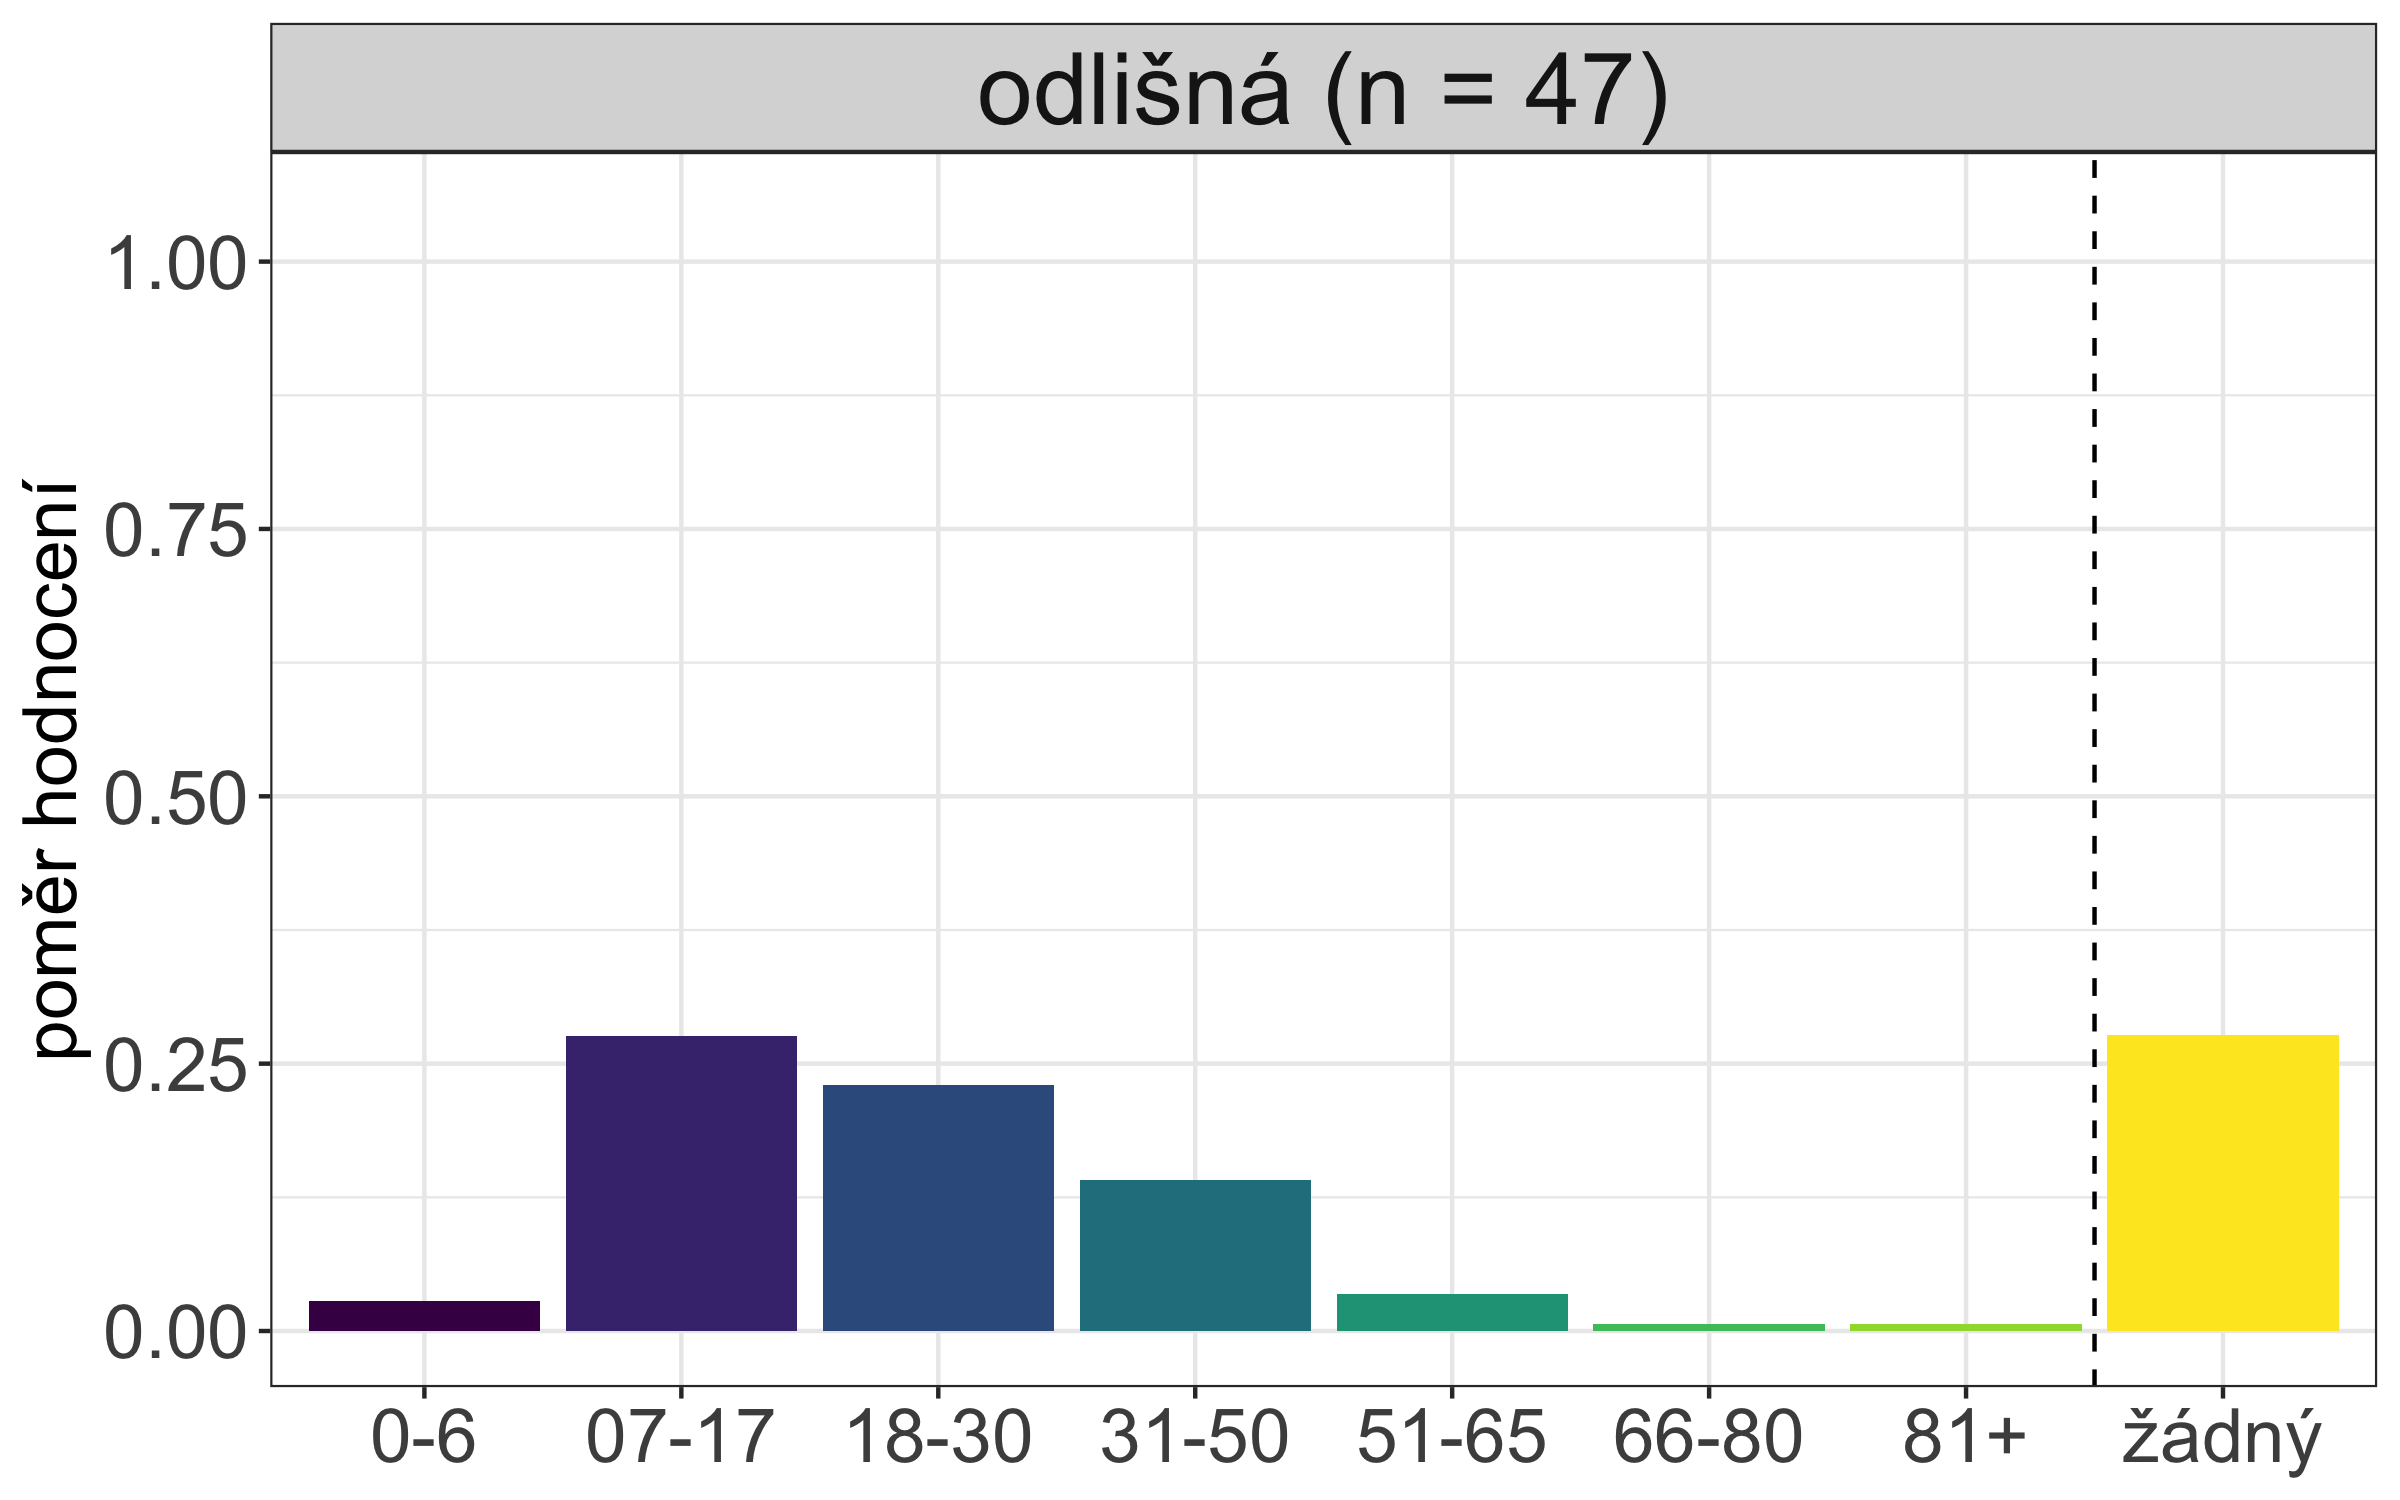 odlišná (n = 47)
poměr hodnocení
1.00
0.75
0.50
0.25
0.00
0-6 07-17 18-30 31-50 51-65 66-80 81+ žádný